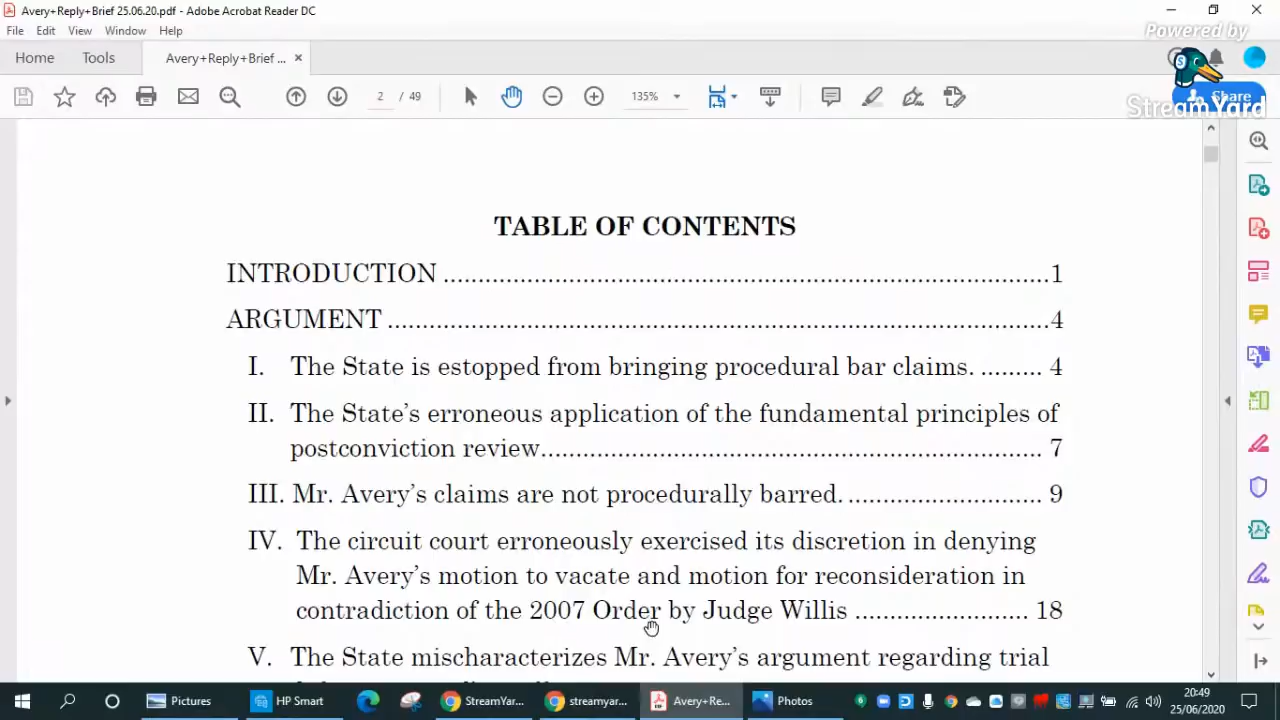 Avery+Reply+Brief 25.06.20.pdf - Adobe Acrobat Reader DC
Powered by
File Edit View Window Help
Home Tools Avery+Reply+Brief ... ×
2 / 49 135% Share
StreamYard
TABLE OF CONTENTS
INTRODUCTION ........................................................................................1
ARGUMENT ................................................................................................4
I. The State is estopped from bringing procedural bar claims. ......... 4
II. The State's erroneous application of the fundamental principles of
postconviction review.......................................................................... 7
III. Mr. Avery's claims are not procedurally barred. ............................ 9
IV. The circuit court erroneously exercised its discretion in denying
Mr. Avery's motion to vacate and motion for reconsideration in
contradiction of the 2007 Order by Judge Willis ......................... 18
V. The State mischaracterizes Mr. Avery's argument regarding trial
Pictures HP Smart StreamYar... streamyar... Avery+Re... Photos
20:49
25/06/2020